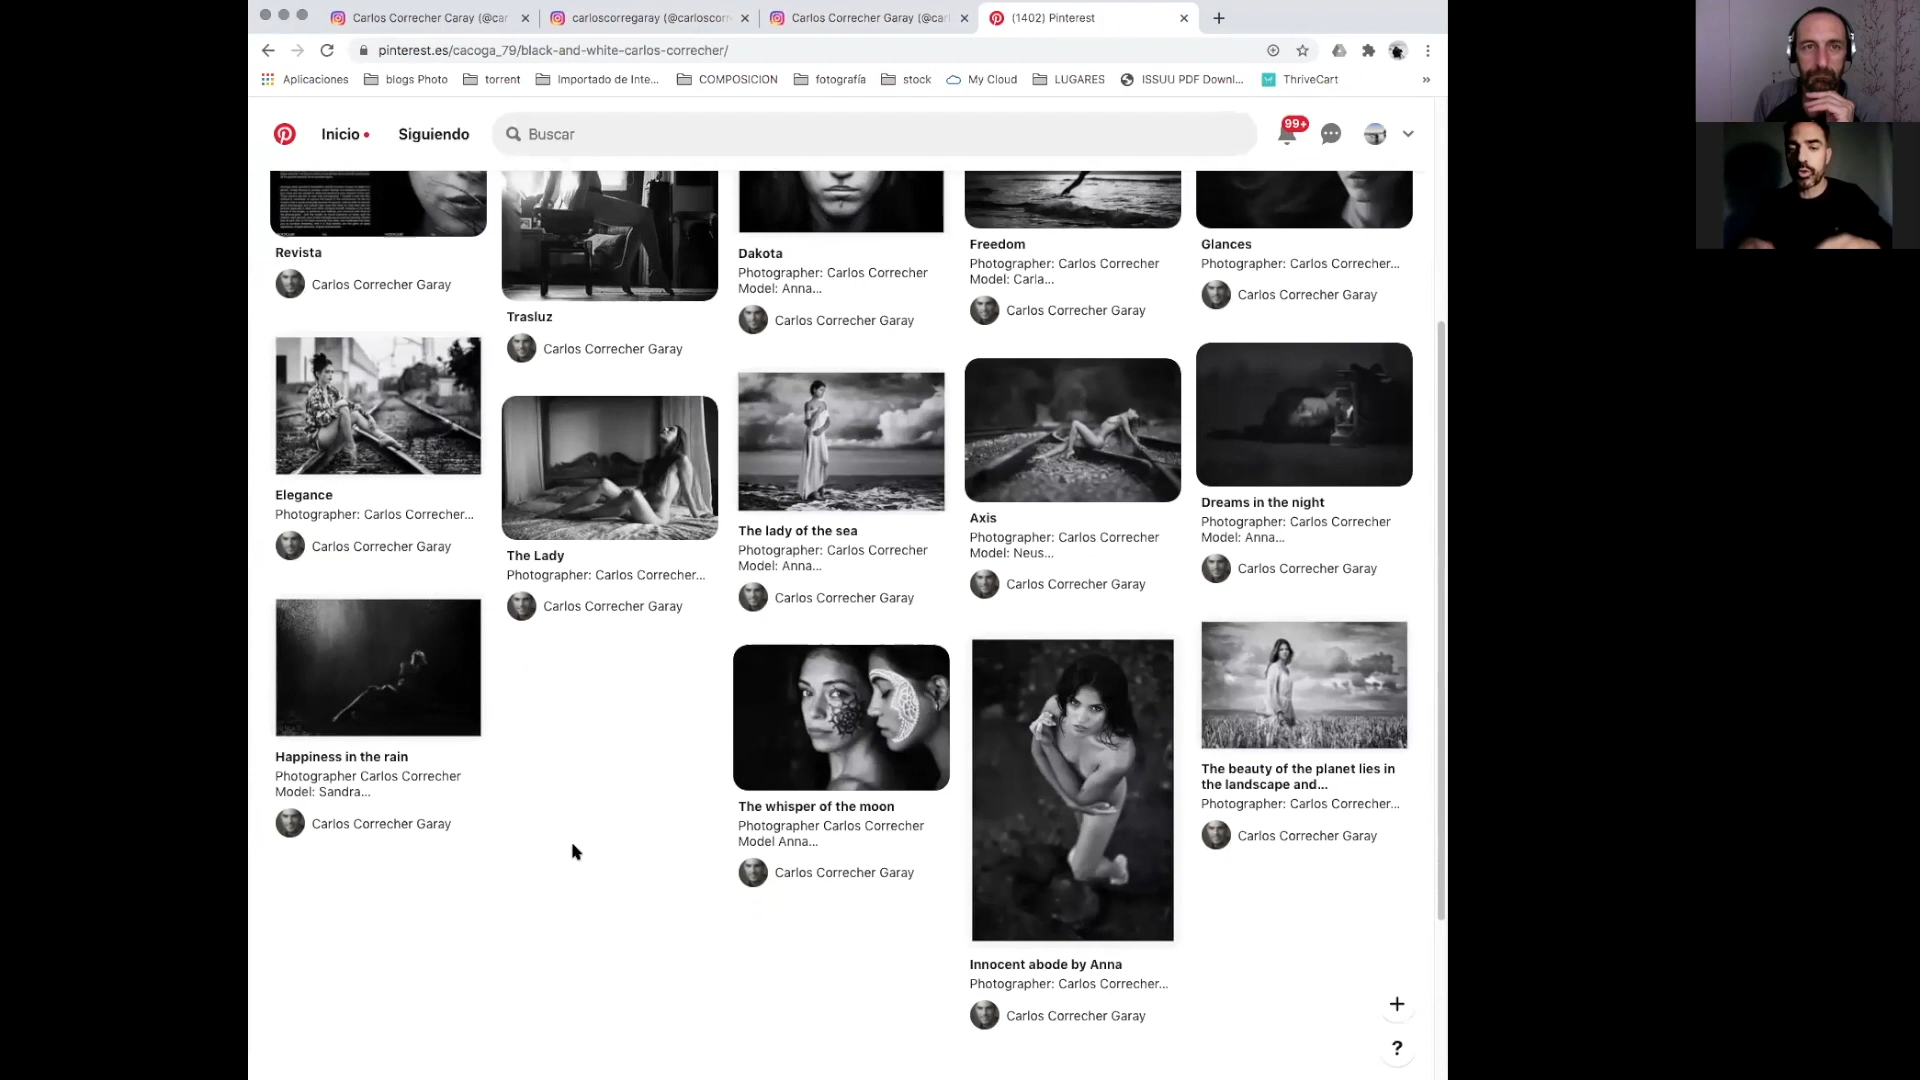 Carlos Correcher Caray (@car
carloscorregaray (@carloscorr
Carlos Correcher Garay (@car
(1402) Pinterest
pinterest.es/cacoga_79/black-and-white-carlos-correcher/
Aplicaciones
blogs Photo
torrent
Importado de Inte...
COMPOSICION
fotografía
stock
My Cloud
LUGARES
ISSUU PDF Downl...
ThriveCart
»
Inicio
Siguiendo
Buscar
99+
Revista
Carlos Correcher Garay
Elegance
Photographer: Carlos Correcher...
Carlos Correcher Garay
Happiness in the rain
Photographer Carlos Correcher
Model: Sandra...
Carlos Correcher Garay
Trasluz
Carlos Correcher Garay
The Lady
Photographer: Carlos Correcher...
Carlos Correcher Garay
Dakota
Photographer: Carlos Correcher
Model: Anna...
Carlos Correcher Garay
The lady of the sea
Photographer: Carlos Correcher
Model: Anna...
Carlos Correcher Garay
The whisper of the moon
Photographer Carlos Correcher
Model Anna...
Carlos Correcher Garay
Freedom
Photographer: Carlos Correcher
Model: Carla...
Carlos Correcher Garay
Axis
Photographer: Carlos Correcher
Model: Neus...
Carlos Correcher Garay
Innocent abode by Anna
Photographer: Carlos Correcher...
Carlos Correcher Garay
Glances
Photographer: Carlos Correcher...
Carlos Correcher Garay
Dreams in the night
Photographer: Carlos Correcher
Model: Anna...
Carlos Correcher Garay
The beauty of the planet lies in
the landscape and...
Photographer: Carlos Correcher...
Carlos Correcher Garay
+
?